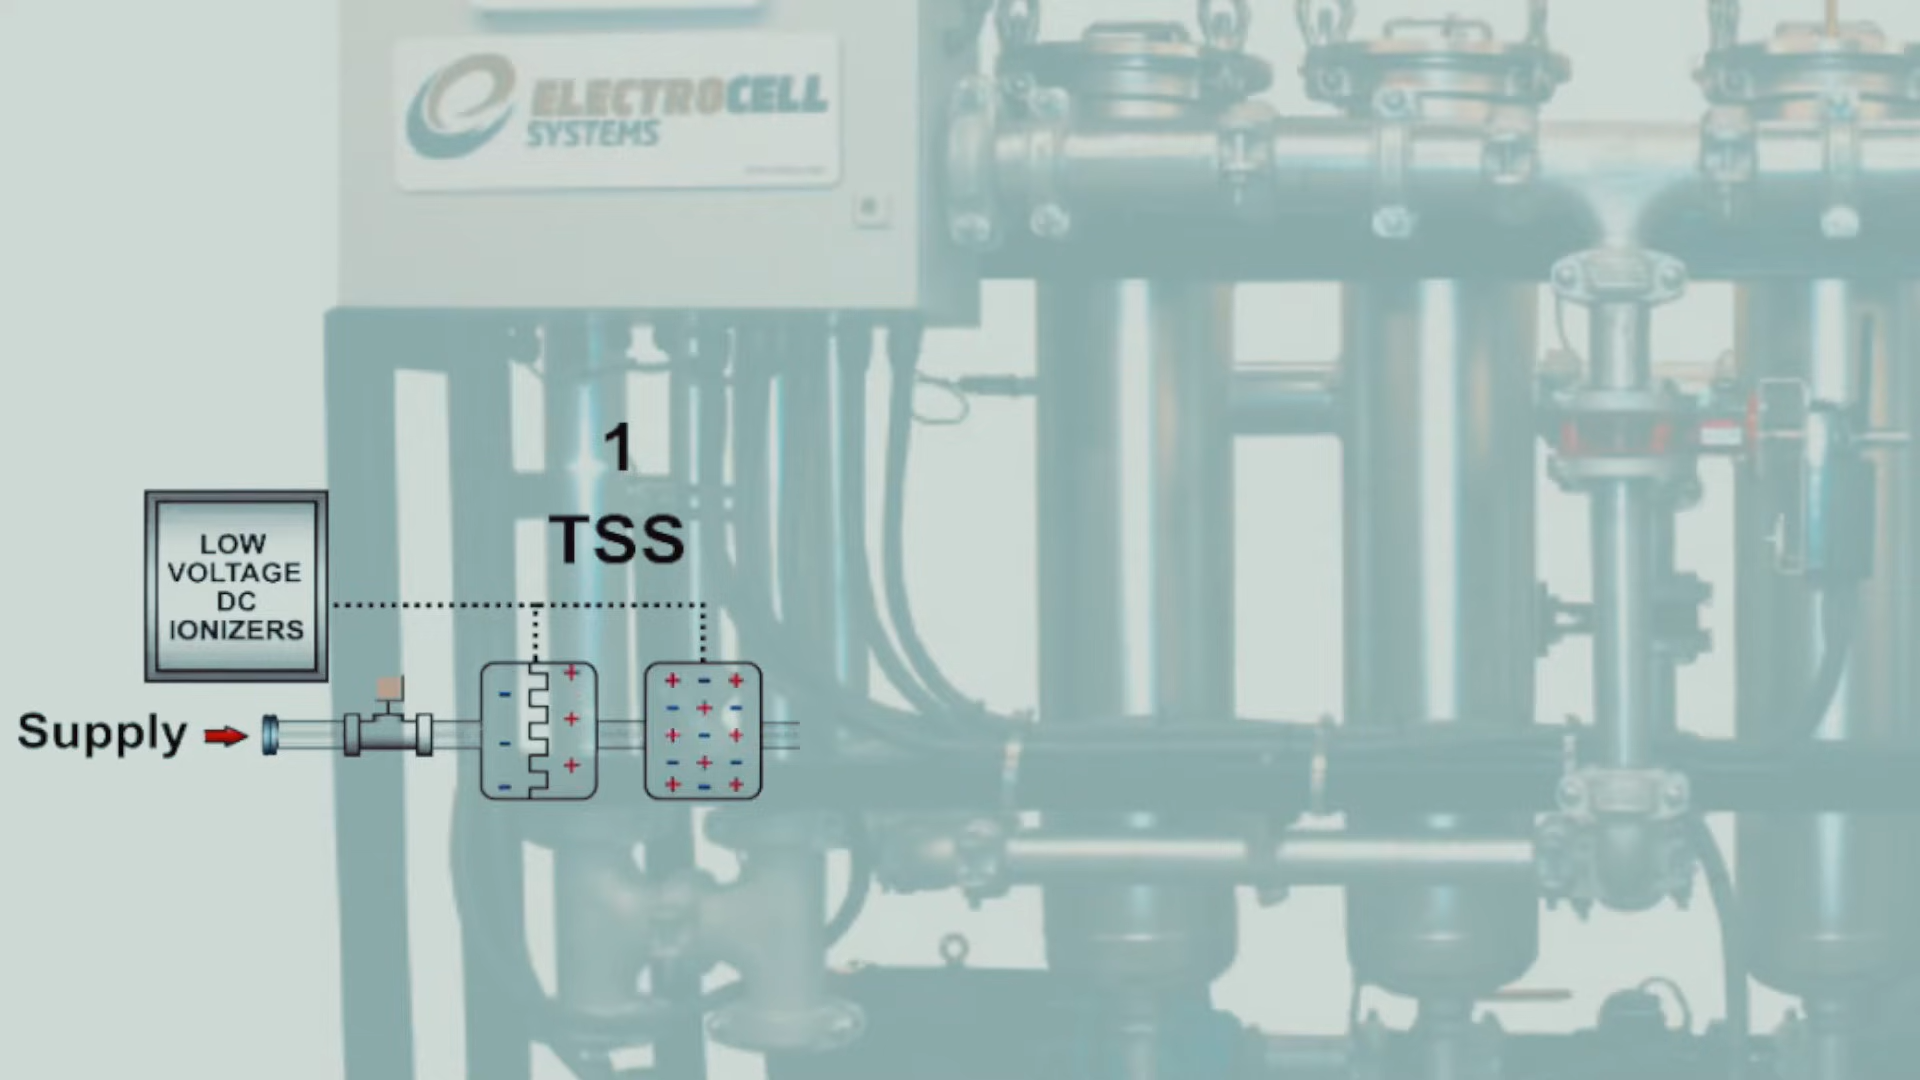 ELECTROCELL
SYSTEMS
1
TSS
LOW
VOLTAGE
DC
IONIZERS
Supply